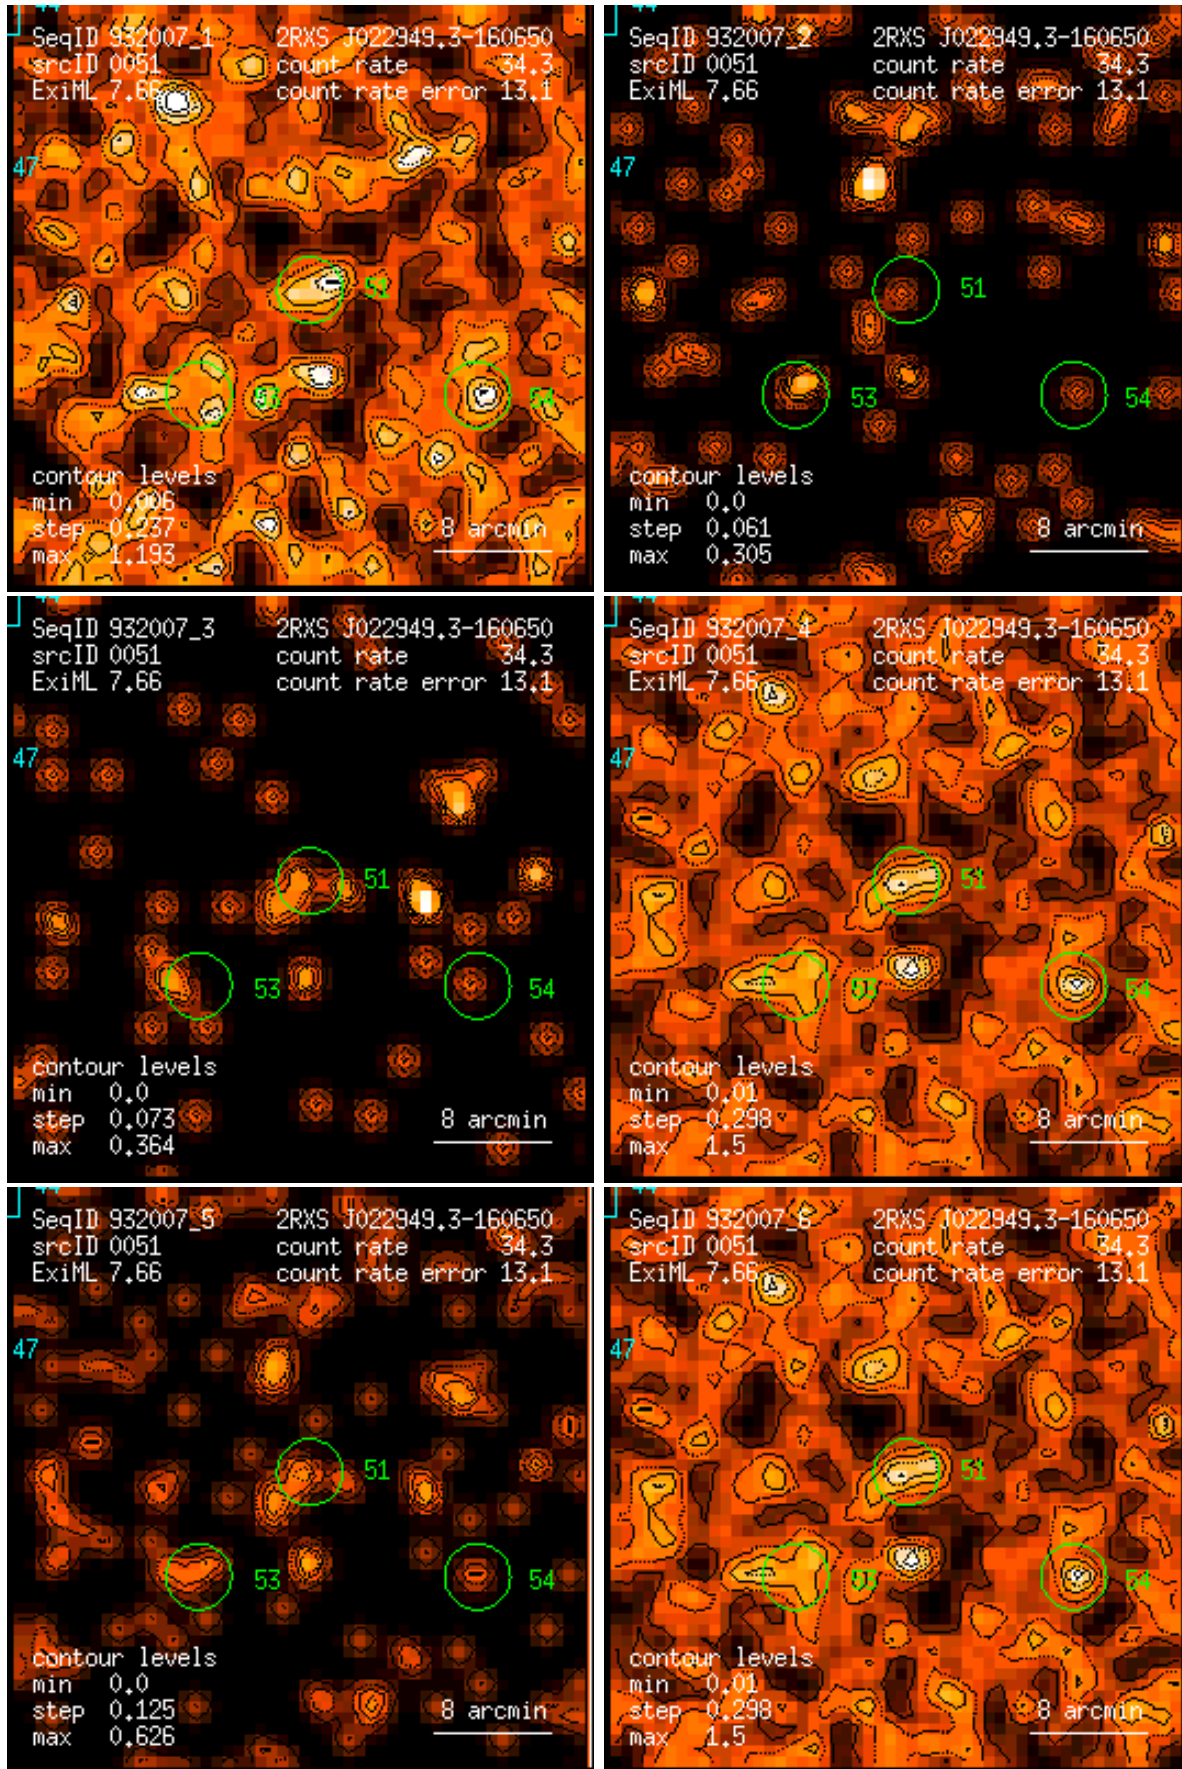 44
SeqID 932007_1 2RXS J022949.3-160650
srcID 0051 count rate 34.3
ExiML 7.66 count rate error 13.1
47
51
53 54
contour levels
min 0.006
step 0.237 8 arcmin
max 1.193
44
SeqID 932007_2 2RXS J022949.3-160650
srcID 0051 count rate 34.3
ExiML 7.66 count rate error 13.1
47
51
53 54
contour levels
min 0.0
step 0.061 8 arcmin
max 0.305
44
SeqID 932007_3 2RXS J022949.3-160650
srcID 0051 count rate 34.3
ExiML 7.66 count rate error 13.1
47
51
53 54
contour levels
min 0.0
step 0.073 8 arcmin
max 0.364
44
SeqID 932007_4 2RXS J022949.3-160650
srcID 0051 count rate 34.3
ExiML 7.66 count rate error 13.1
47
51
53 54
contour levels
min 0.01
step 0.298 8 arcmin
max 1.5
44
SeqID 932007_5 2RXS J022949.3-160650
srcID 0051 count rate 34.3
ExiML 7.66 count rate error 13.1
47
51
53 54
contour levels
min 0.0
step 0.125 8 arcmin
max 0.626
44
SeqID 932007_6 2RXS J022949.3-160650
srcID 0051 count rate 34.3
ExiML 7.66 count rate error 13.1
47
51
53 54
contour levels
min 0.01
step 0.298 8 arcmin
max 1.5